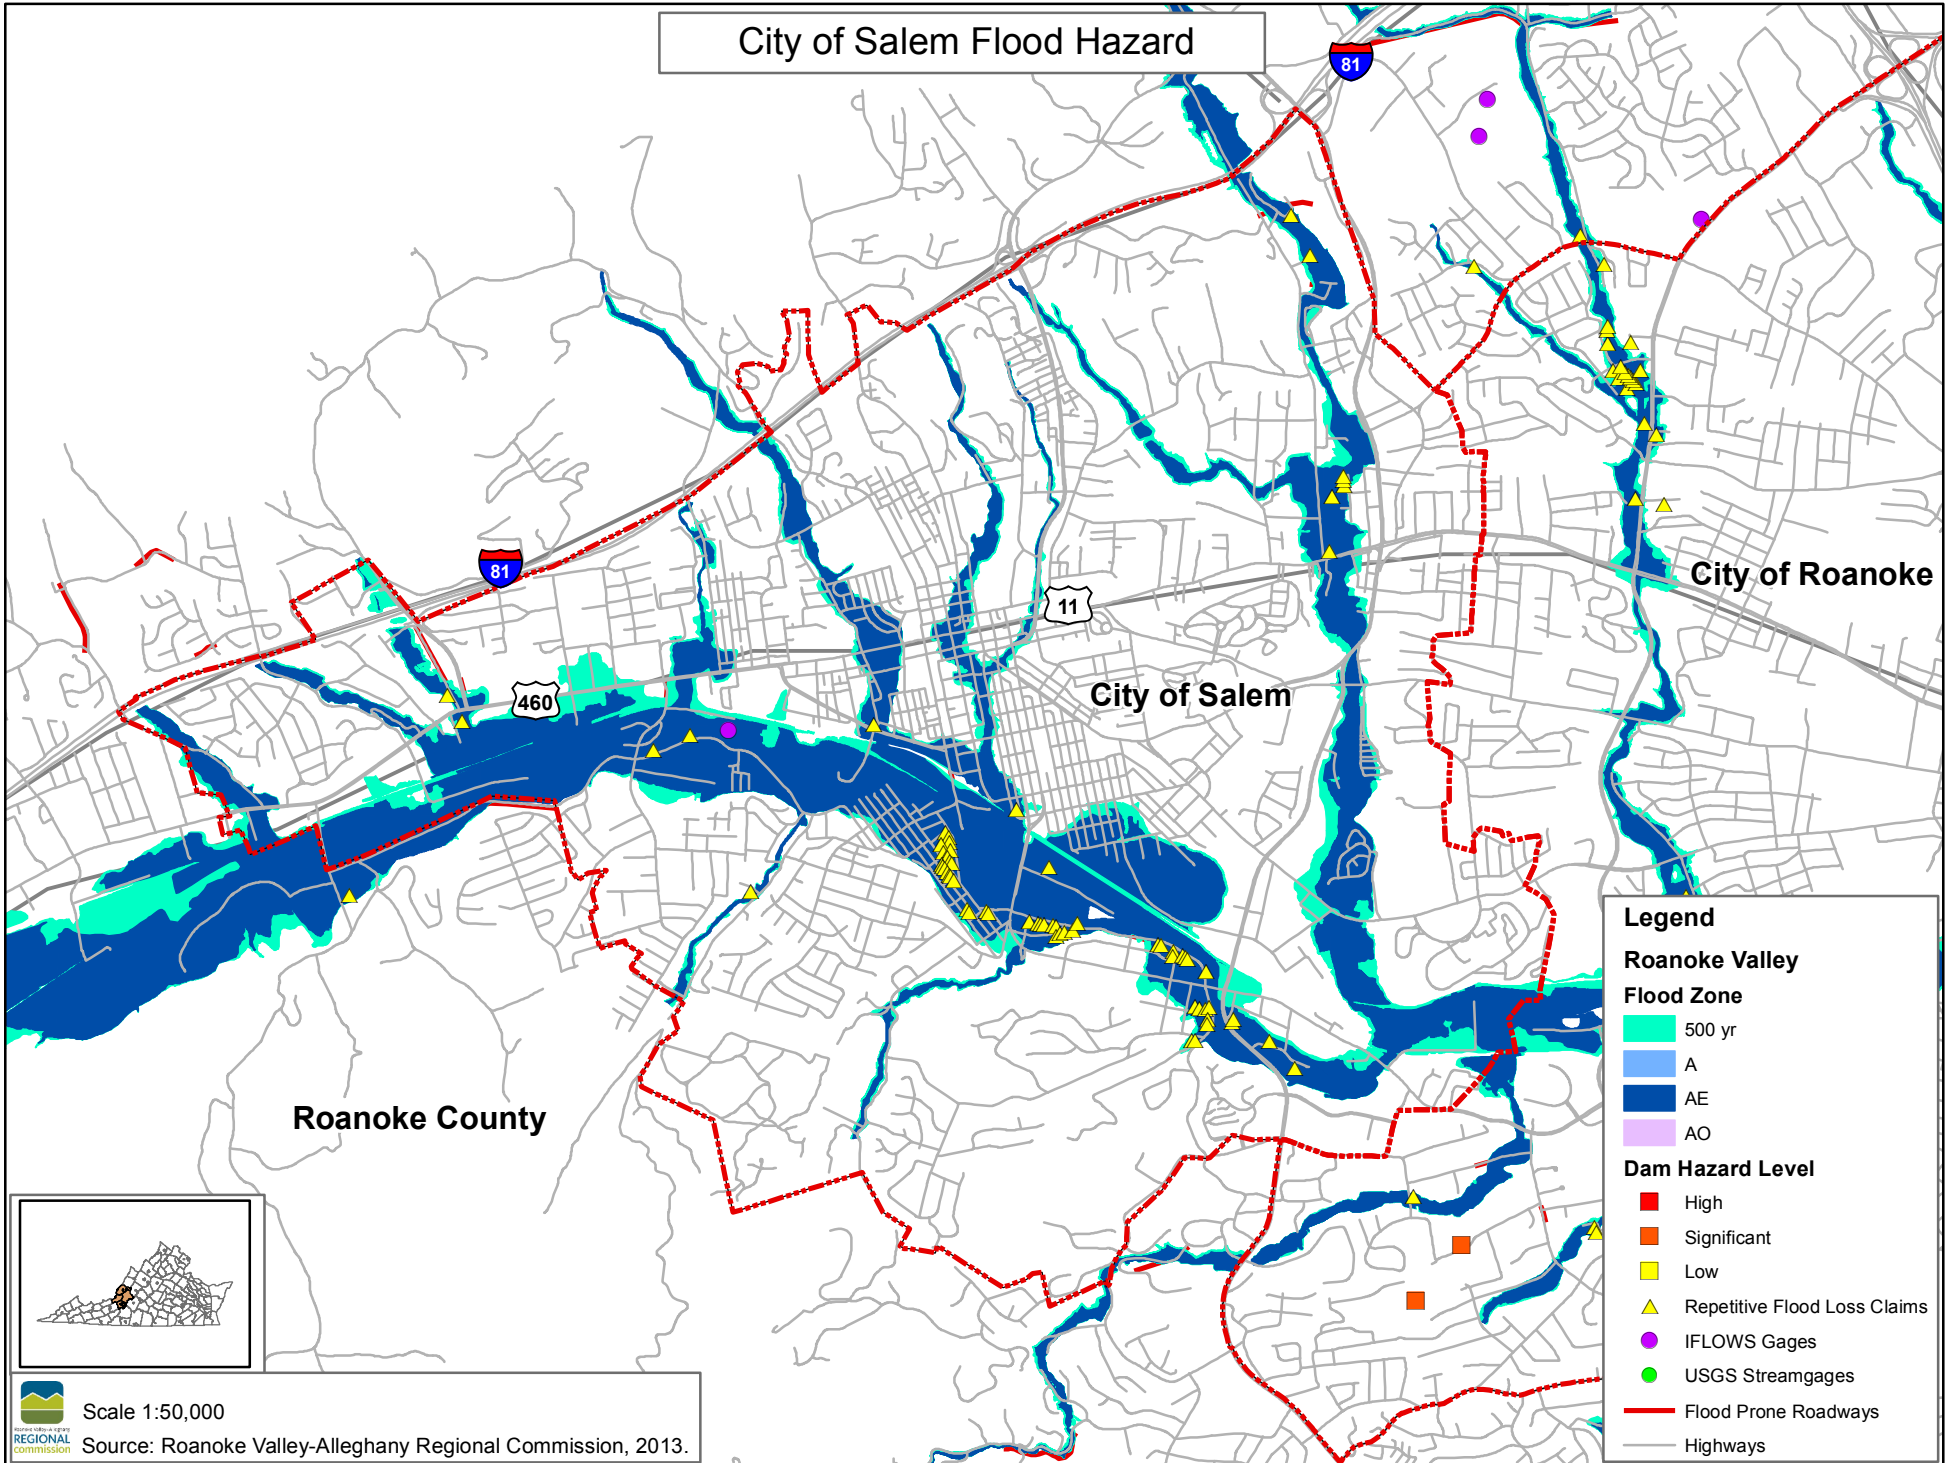 City of Salem Flood Hazard
81
81
11
460
City of Roanoke
City of Salem
Roanoke County
Legend
Roanoke Valley
Flood Zone
500 yr
A
AE
AO
Dam Hazard Level
High
Significant
Low
Repetitive Flood Loss Claims
IFLOWS Gages
USGS Streamgages
Flood Prone Roadways
Highways
Roanoke Valley-Alleghany
REGIONAL
commission
Scale 1:50,000
Source: Roanoke Valley-Alleghany Regional Commission, 2013.